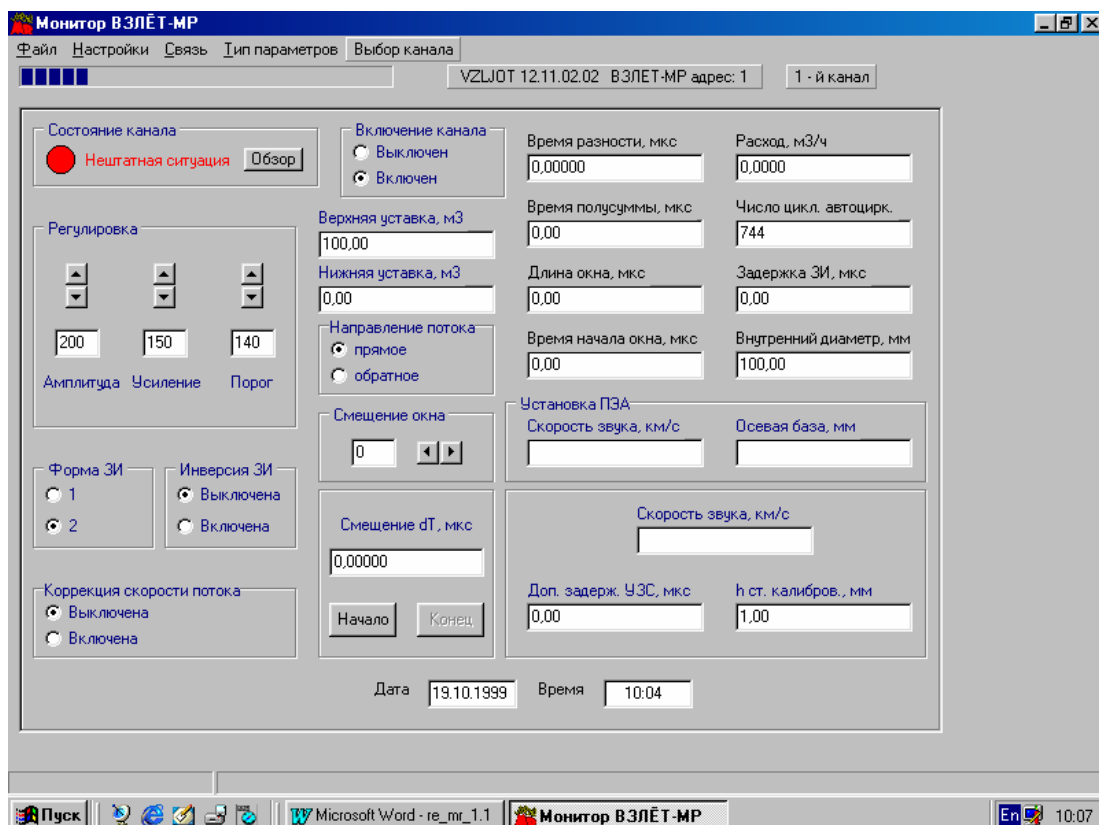 Монитор ВЗЛЁТ-МР
Файл Настройки Связь Тип параметров Выбор канала
VZLJOT 12.11.02.02 ВЗЛЕТ-МР адрес: 1 1 - й канал
Состояние канала
Нештатная ситуация Обзор
Включение канала
Выключен
Включен
Время разности, мкс
0,00000
Расход, м3/ч
0,0000
Регулировка
200 150 140
Амплитуда Усиление Порог
Верхняя уставка, м3
100,00
Нижняя уставка, м3
0,00
Время полусуммы, мкс
0,00
Число цикл. автоцирк.
744
Длина окна, мкс
0,00
Задержка ЗИ, мкс
0,00
Направление потока
прямое
обратное
Время начала окна, мкс
0,00
Внутренний диаметр, мм
100,00
Смещение окна
0
Установка ПЭА
Скорость звука, км/с
Осевая база, мм
Форма ЗИ
1
2
Инверсия ЗИ
Выключена
Включена
Смещение dT, мкс
0,00000
Начало Конец
Скорость звука, км/с
Доп. задерж. УЗС, мкс
0,00
h ст. калибров., мм
1,00
Коррекция скорости потока
Выключена
Включена
Дата 19.10.1999 Время 10:04
Пуск Microsoft Word - re_mr_1.1 Монитор ВЗЛЁТ-МР En 10:07